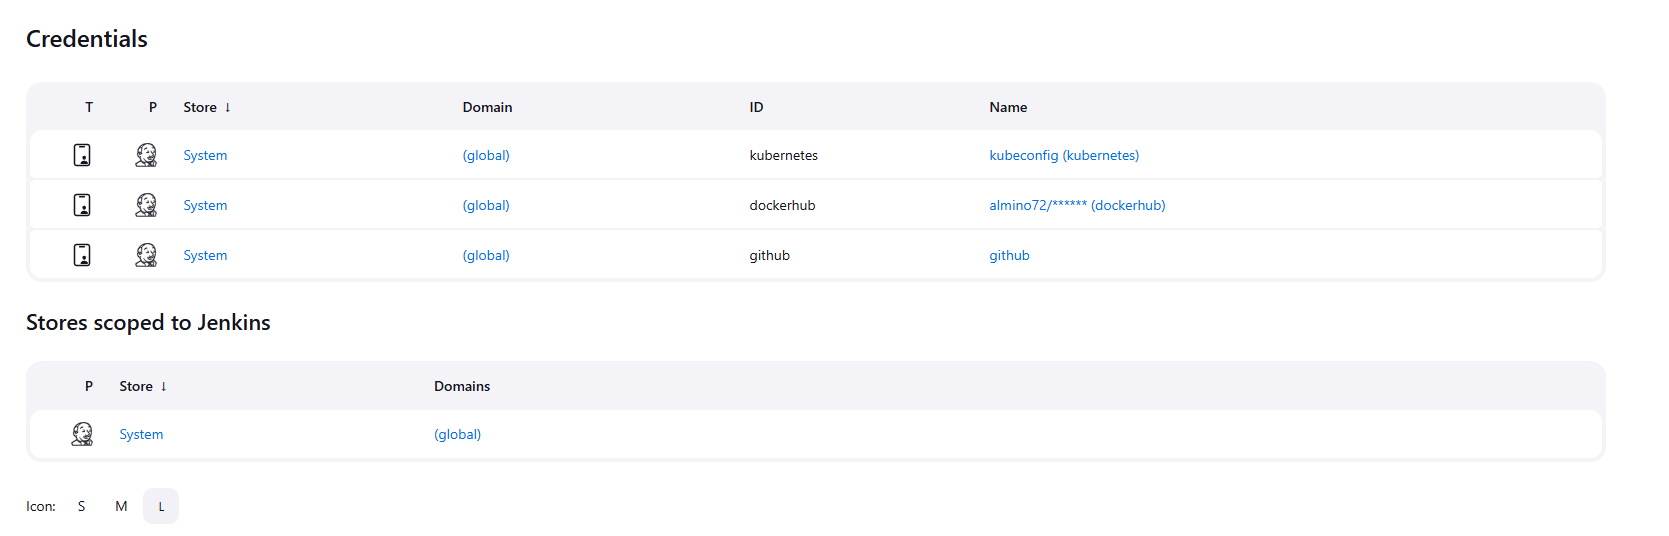 Credentials
T P Store ↓ Domain ID Name
System (global) kubernetes kubeconfig (kubernetes)
System (global) dockerhub almino72/****** (dockerhub)
System (global) github github
Stores scoped to Jenkins
P Store ↓ Domains
System (global)
Icon: S M L